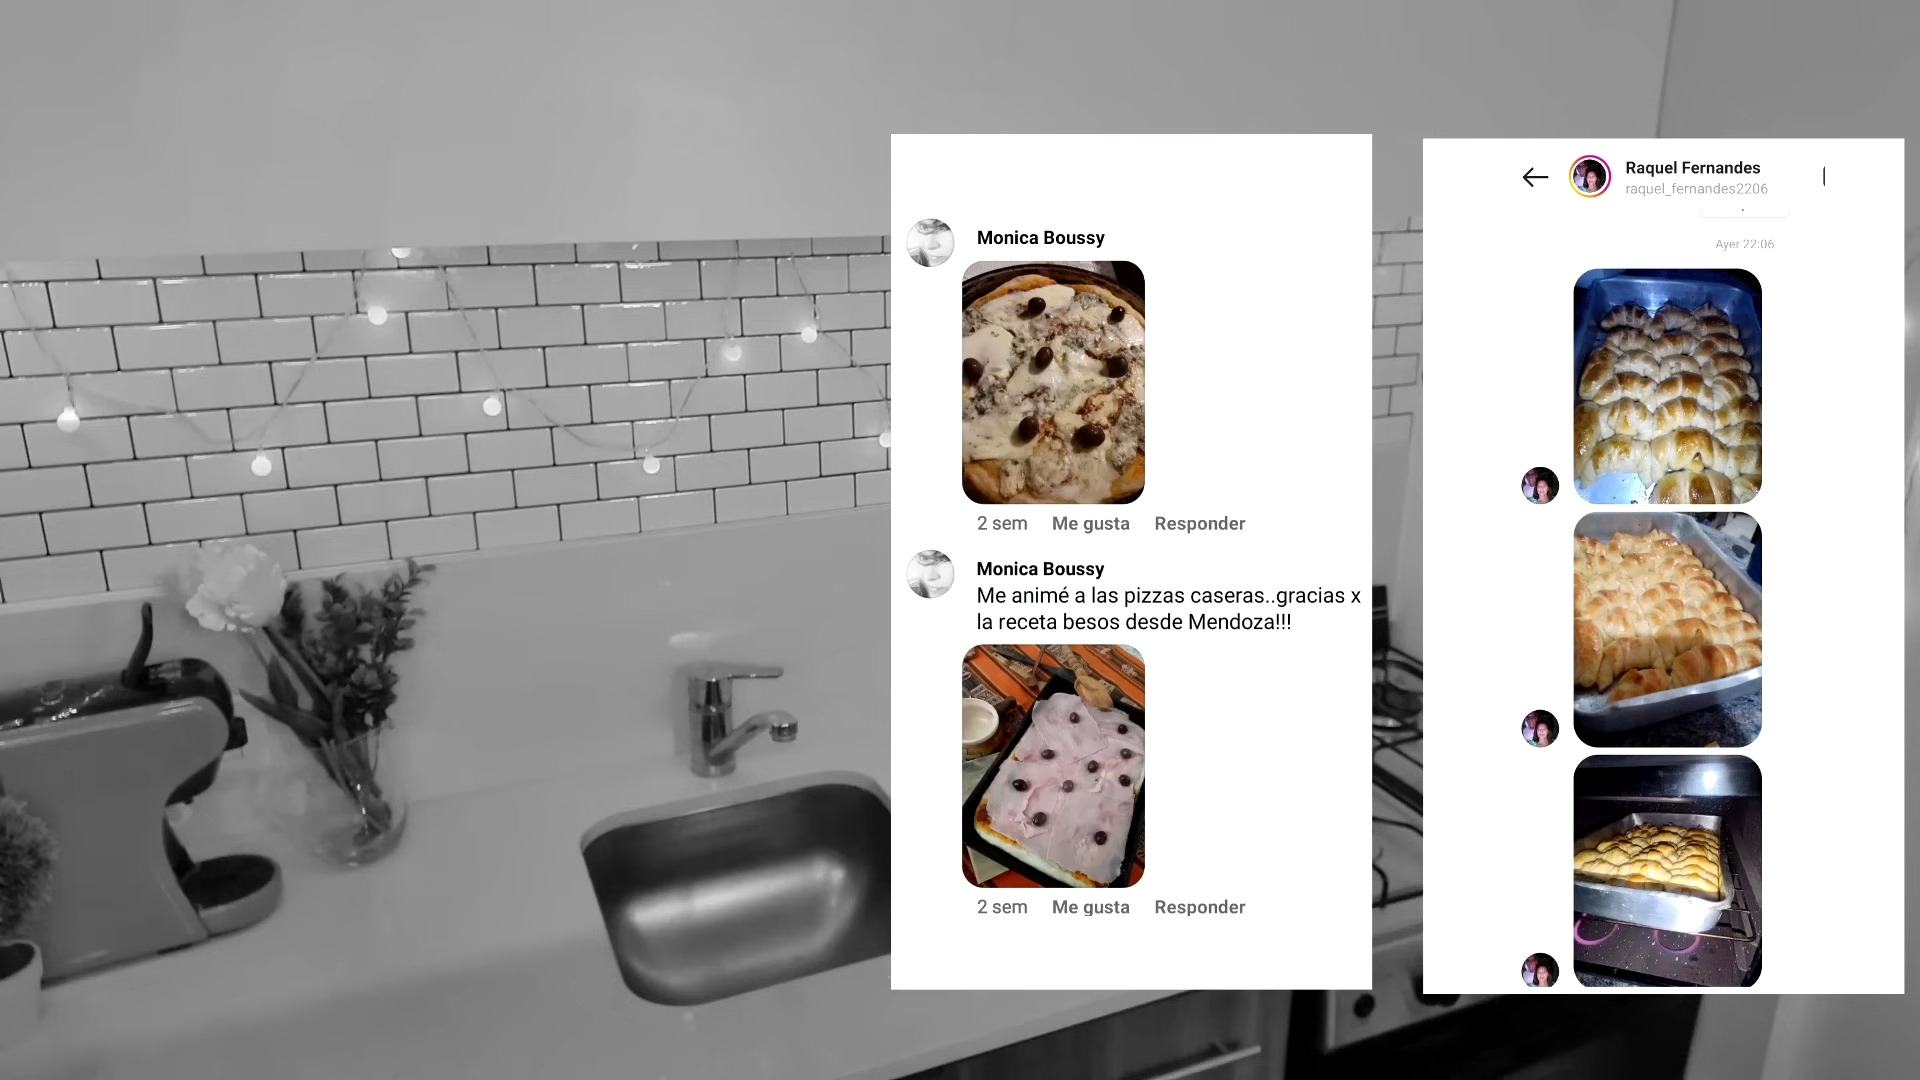 Monica Boussy
2 sem Me gusta Responder
Monica Boussy
Me animé a las pizzas caseras..gracias x
la receta besos desde Mendoza!!!
2 sem Me gusta Responder
Raquel Fernandes
raquel_fernandes2206
Ayer 22:06